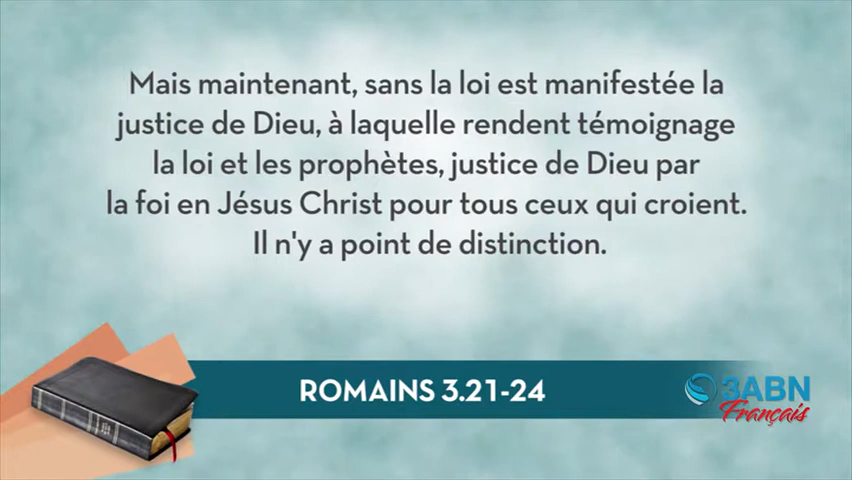 Mais maintenant, sans la loi est manifestée la
justice de Dieu, à laquelle rendent témoignage
la loi et les prophètes, justice de Dieu par
la foi en Jésus Christ pour tous ceux qui croient.
Il n'y a point de distinction.
ROMAINS 3.21-24
3ABN
Français